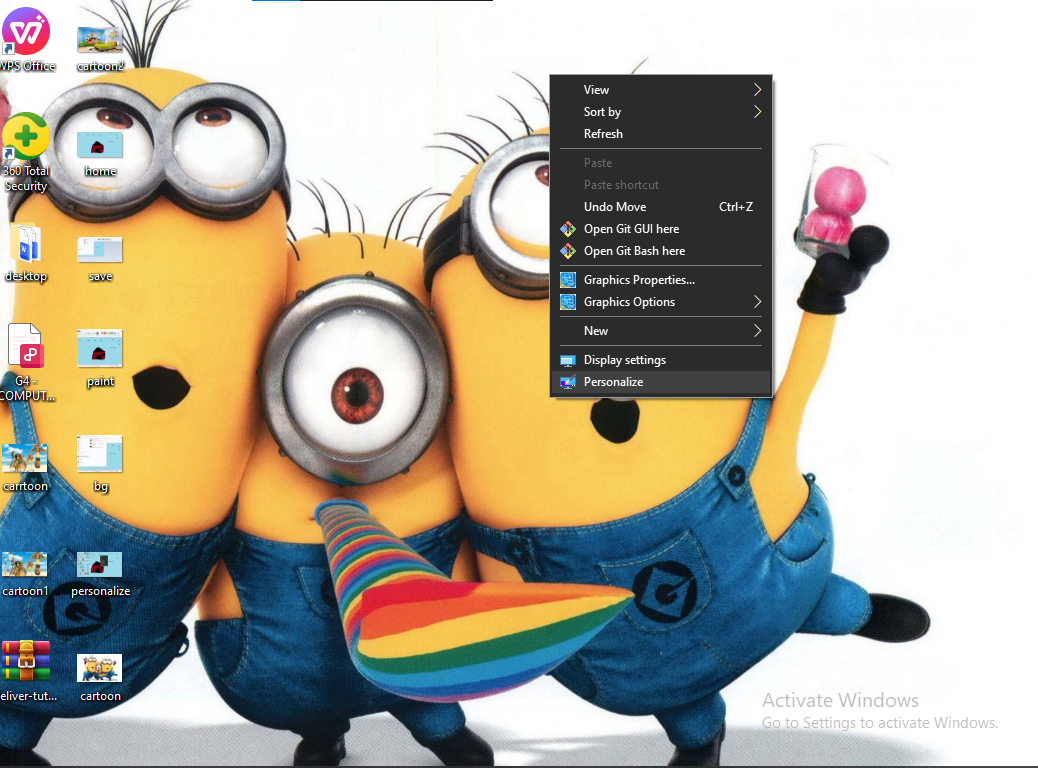 WPS Office
cartoon2
360 Total
Security
home
desktop
save
G4 -
COMPUT...
paint
carrtoon
bg
cartoon1
personalize
eliver-tut...
cartoon
View
Sort by
Refresh
Paste
Paste shortcut
Undo Move Ctrl+Z
Open Git GUI here
Open Git Bash here
Graphics Properties...
Graphics Options
New
Display settings
Personalize
Activate Windows
Go to Settings to activate Windows.